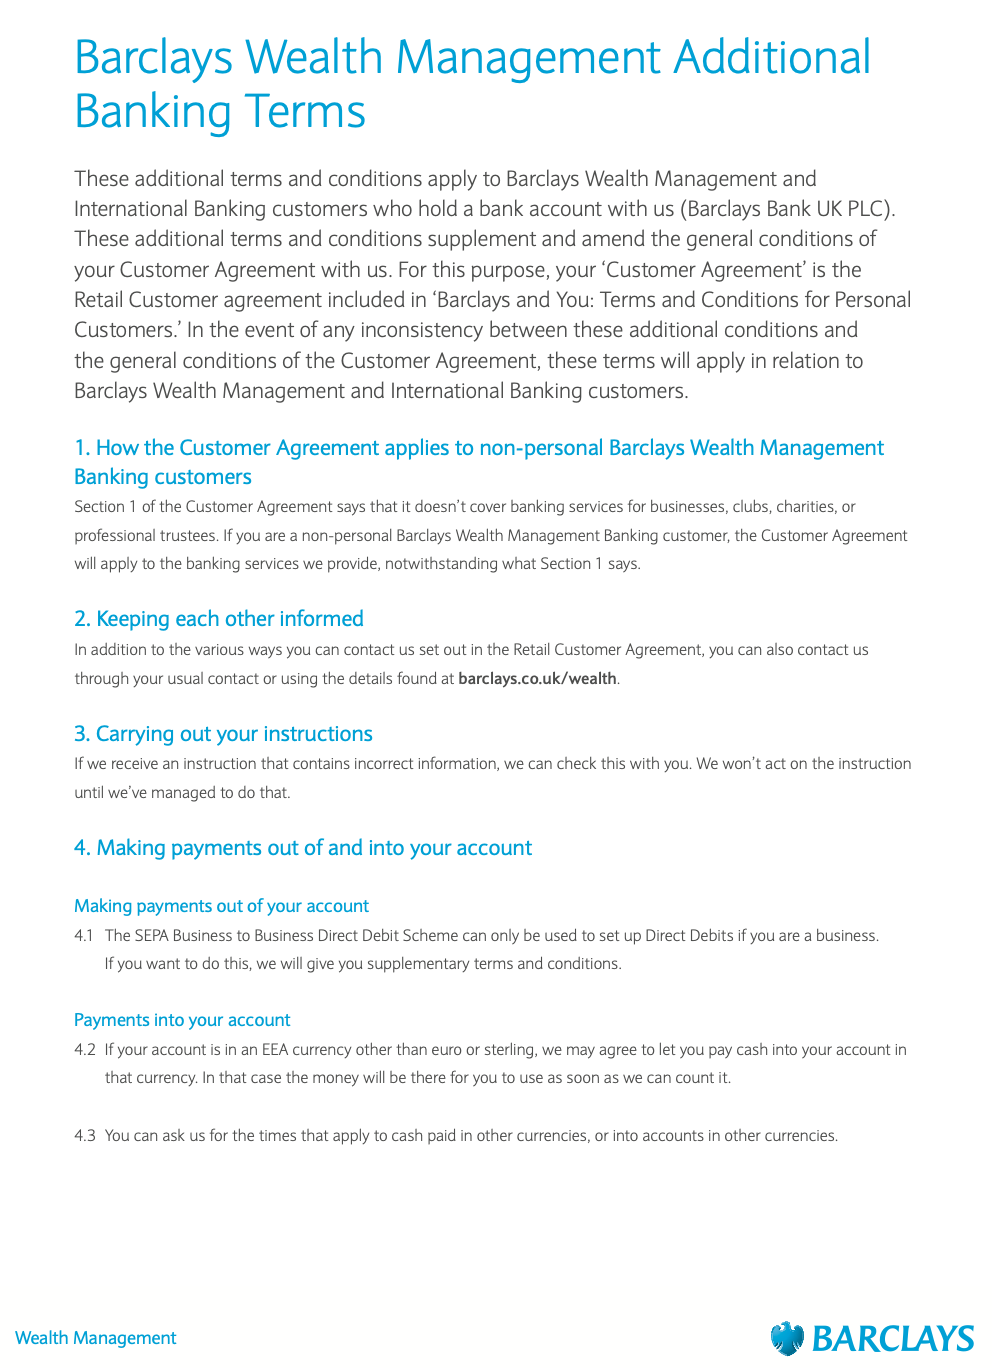 Barclays Wealth Management Additional
Banking Terms
These additional terms and conditions apply to Barclays Wealth Management and
International Banking customers who hold a bank account with us (Barclays Bank UK PLC).
These additional terms and conditions supplement and amend the general conditions of
your Customer Agreement with us. For this purpose, your ‘Customer Agreement’ is the
Retail Customer agreement included in ‘Barclays and You: Terms and Conditions for Personal
Customers.’ In the event of any inconsistency between these additional conditions and
the general conditions of the Customer Agreement, these terms will apply in relation to
Barclays Wealth Management and International Banking customers.
1. How the Customer Agreement applies to non-personal Barclays Wealth Management
Banking customers
Section 1 of the Customer Agreement says that it doesn’t cover banking services for businesses, clubs, charities, or
professional trustees. If you are a non-personal Barclays Wealth Management Banking customer, the Customer Agreement
will apply to the banking services we provide, notwithstanding what Section 1 says.
2. Keeping each other informed
In addition to the various ways you can contact us set out in the Retail Customer Agreement, you can also contact us
through your usual contact or using the details found at barclays.co.uk/wealth.
3. Carrying out your instructions
If we receive an instruction that contains incorrect information, we can check this with you. We won’t act on the instruction
until we’ve managed to do that.
4. Making payments out of and into your account
Making payments out of your account
4.1 The SEPA Business to Business Direct Debit Scheme can only be used to set up Direct Debits if you are a business.
If you want to do this, we will give you supplementary terms and conditions.
Payments into your account
4.2 If your account is in an EEA currency other than euro or sterling, we may agree to let you pay cash into your account in
that currency. In that case the money will be there for you to use as soon as we can count it.
4.3 You can ask us for the times that apply to cash paid in other currencies, or into accounts in other currencies.
Wealth Management
BARCLAYS